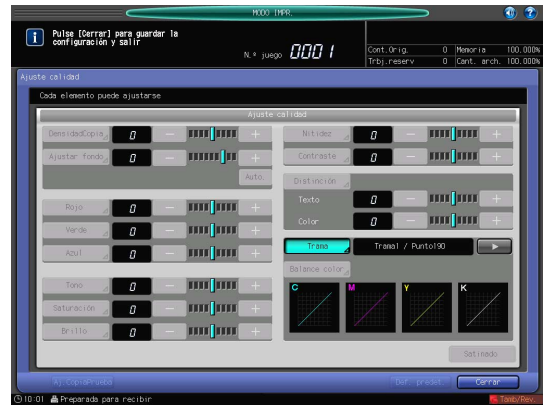 MODO IMPR.
Pulse [Cerrar] para guardar la
configuración y salir
N.º juego 0001
Cont.Orig. 0 Memoria 100.000%
Trbj.reserv 0 Cant. arch. 100.000%
Ajuste calidad
Cada elemento puede ajustarse
Ajuste calidad
DensidadCopia 0 − +
Ajustar fondo 0 − +
Auto.
Rojo 0 − +
Verde 0 − +
Azul 0 − +
Tono 0 − +
Saturación 0 − +
Brillo 0 − +
Nitidez 0 − +
Contraste 0 − +
Distinción
Texto 0 − +
Color 0 − +
Trama Trama1 / Punto190
Balance color
C M Y K
Satinado
Aj.CopiaPrueba Def. predet. Cerrar
10:01 Preparada para recibir Tamb/Rev.